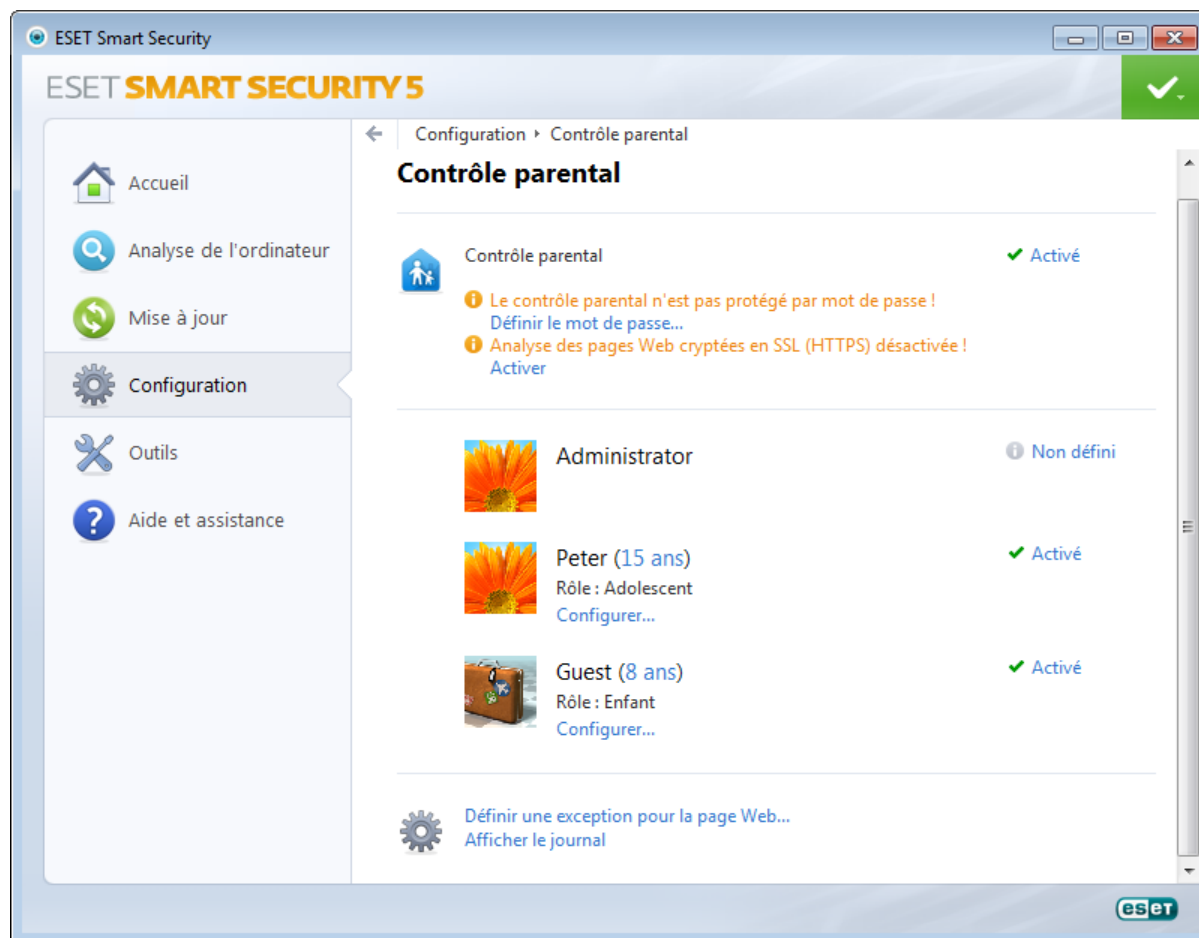 ESET Smart Security
ESET SMART SECURITY 5
Configuration Contrôle parental
Contrôle parental
Accueil
Analyse de l'ordinateur
Mise à jour
Configuration
Outils
Aide et assistance
Contrôle parental Activé
Le contrôle parental n'est pas protégé par mot de passe !
Définir le mot de passe...
Analyse des pages Web cryptées en SSL (HTTPS) désactivée !
Activer
Administrator Non défini
Peter (15 ans) Activé
Rôle : Adolescent
Configurer...
Guest (8 ans) Activé
Rôle : Enfant
Configurer...
Définir une exception pour la page Web...
Afficher le journal
eset